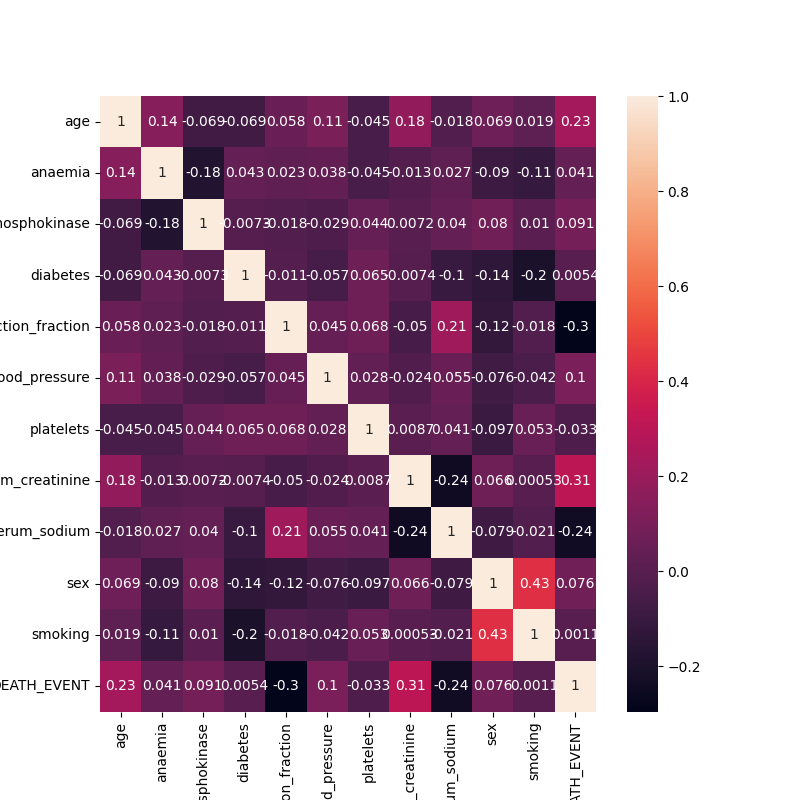 age 1 0.14 -0.069 -0.069 0.058 0.11 -0.045 0.18 -0.018 0.069 0.019 0.23
anaemia 0.14 1 -0.18 0.043 0.023 0.038 -0.045 -0.013 0.027 -0.09 -0.11 0.041
hosphokinase -0.069 -0.18 1 -0.0073 -0.018 -0.029 0.044 0.0072 0.04 0.08 0.01 0.091
diabetes -0.069 0.043 -0.0073 1 -0.011 -0.057 0.065 -0.0074 -0.1 -0.14 -0.2 0.0054
ction_fraction 0.058 0.023 -0.018 -0.011 1 0.045 0.068 -0.05 0.21 -0.12 -0.018 -0.3
ood_pressure 0.11 0.038 -0.029 -0.057 0.045 1 0.028 -0.024 0.055 -0.076 -0.042 0.1
platelets -0.045 -0.045 0.044 0.065 0.068 0.028 1 0.0087 0.041 -0.097 0.053 -0.033
m_creatinine 0.18 -0.013 0.0072 -0.0074 -0.05 -0.024 0.0087 1 -0.24 0.066 0.00053 0.31
erum_sodium -0.018 0.027 0.04 -0.1 0.21 0.055 0.041 -0.24 1 -0.079 -0.021 -0.24
sex 0.069 -0.09 0.08 -0.14 -0.12 -0.076 -0.097 0.066 -0.079 1 0.43 0.076
smoking 0.019 -0.11 0.01 -0.2 -0.018 -0.042 0.053 0.00053 -0.021 0.43 1 0.0011
EATH_EVENT 0.23 0.041 0.091 0.0054 -0.3 0.1 -0.033 0.31 -0.24 0.076 0.0011 1
age
anaemia
sphokinase
diabetes
on_fraction
d_pressure
platelets
_creatinine
um_sodium
sex
smoking
ATH_EVENT
1.0
0.8
0.6
0.4
0.2
0.0
−0.2